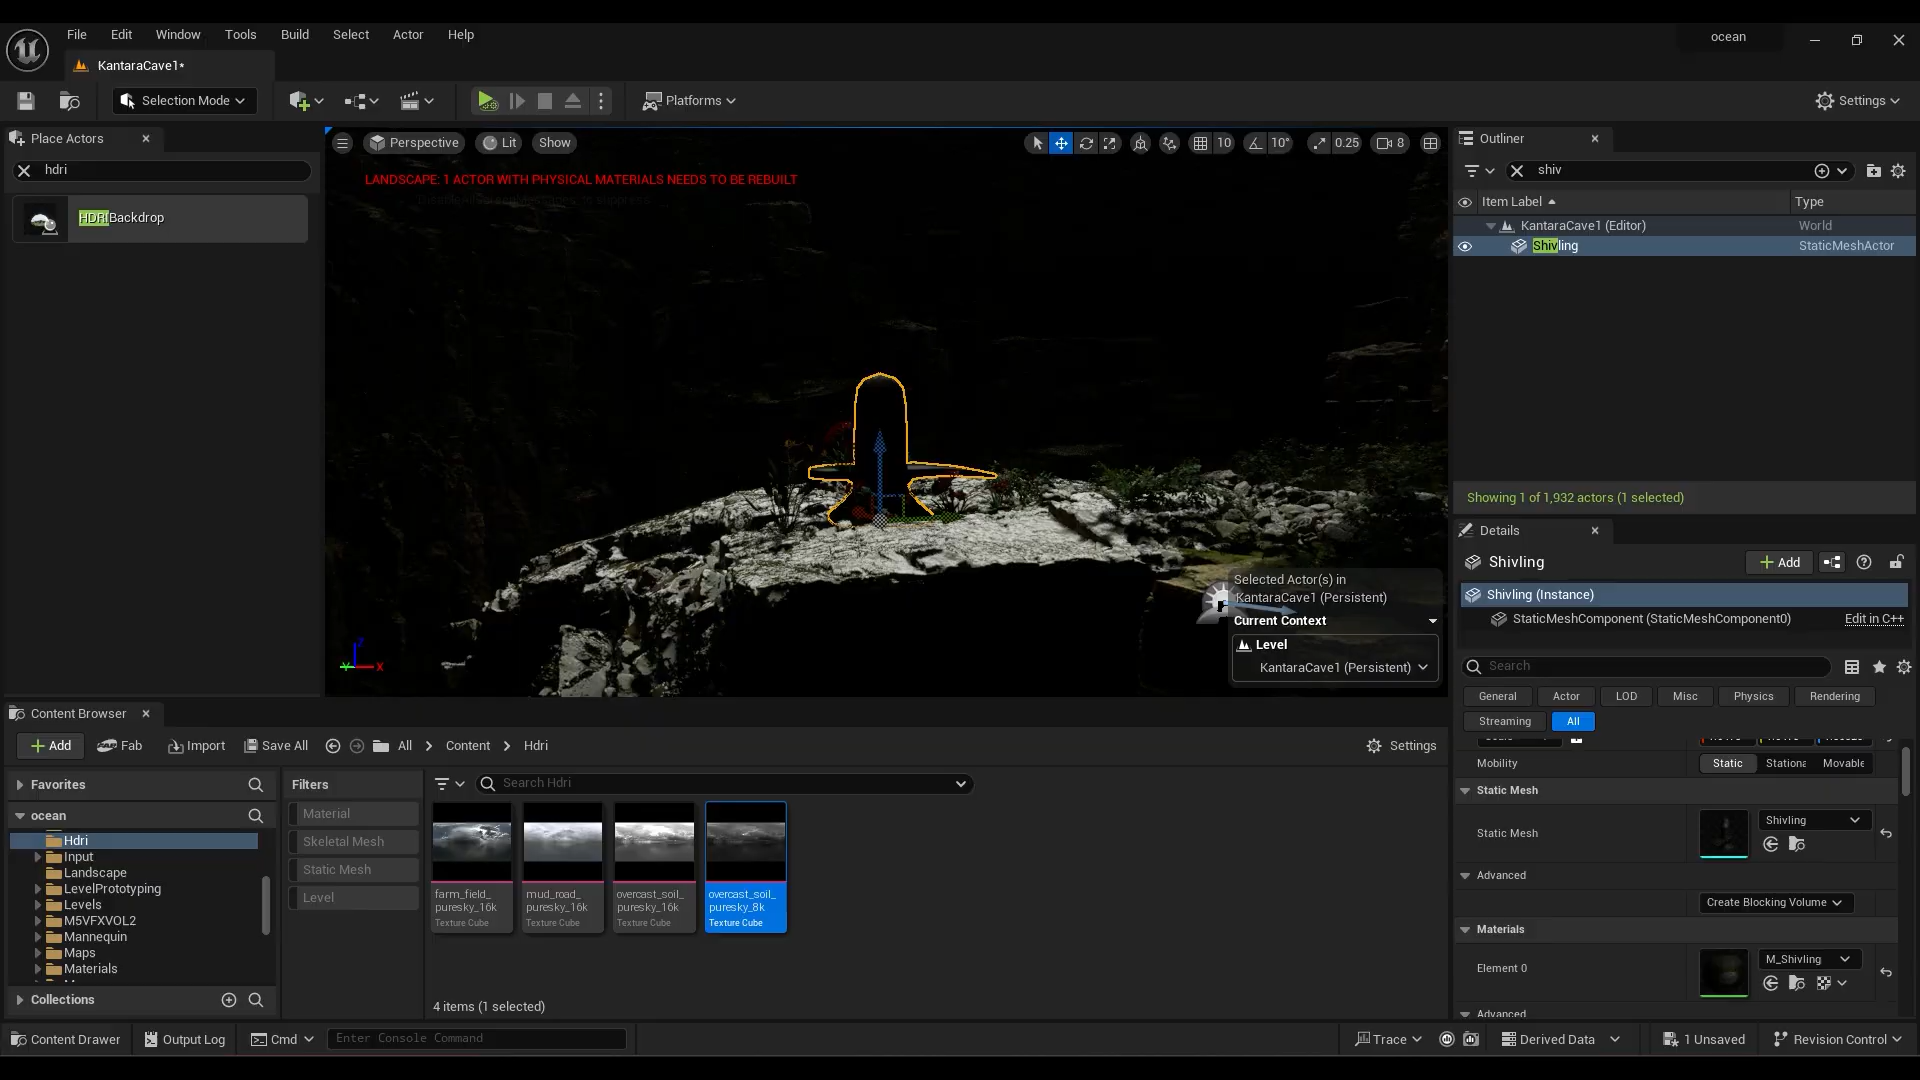 File Edit Window Tools Build Select Actor Help
ocean
KantaraCave1*
Selection Mode
Platforms
Settings
Place Actors
hdri
HDRIBackdrop
Perspective Lit Show
10 10° 0.25 8
LANDSCAPE: 1 ACTOR WITH PHYSICAL MATERIALS NEEDS TO BE REBUILT
Selected Actor(s) in
KantaraCave1 (Persistent)
Current Context
Level
KantaraCave1 (Persistent)
Outliner
shiv
Item Label Type
KantaraCave1 (Editor) World
Shivling StaticMeshActor
Showing 1 of 1,932 actors (1 selected)
Details
Shivling
Add
Shivling (Instance)
StaticMeshComponent (StaticMeshComponent0) Edit in C++
Search
General Actor LOD Misc Physics Rendering
Streaming All
Mobility Static Stationa Movable
Static Mesh
Static Mesh Shivling
Advanced
Create Blocking Volume
Materials
Element 0 M_Shivling
Advanced
Content Browser
Add Fab Import Save All All Content Hdri Settings
Favorites
ocean
Hdri
Input
Landscape
LevelPrototyping
Levels
M5VFXVOL2
Mannequin
Maps
Materials
Collections
Filters
Material
Skeletal Mesh
Static Mesh
Level
Search Hdri
farm_field_
puresky_16k
Texture Cube
mud_road_
puresky_16k
Texture Cube
overcast_soil_
puresky_16k
Texture Cube
overcast_soil_
puresky_8k
Texture Cube
4 items (1 selected)
Content Drawer Output Log Cmd Enter Console Command Trace Derived Data 1 Unsaved Revision Control